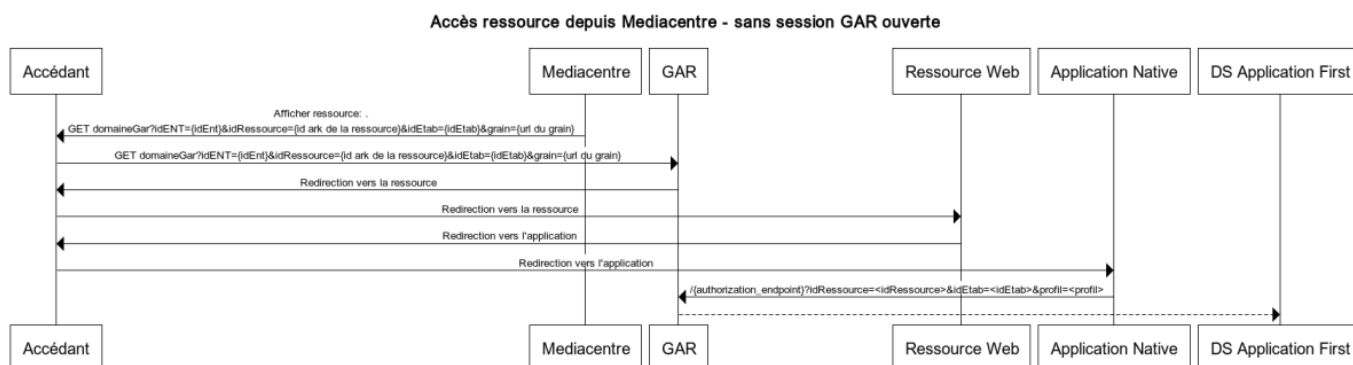 Accès ressource depuis Mediacentre - sans session GAR ouverte
Accédant
Mediacentre
GAR
Ressource Web
Application Native
DS Application First
Afficher ressource: .
GET domaineGar?idENT={idEnt}&idRessource={id ark de la ressource}&idEtab={idEtab}&grain={url du grain}
GET domaineGar?idENT={idEnt}&idRessource={id ark de la ressource}&idEtab={idEtab}&grain={url du grain}
Redirection vers la ressource
Redirection vers la ressource
Redirection vers l'application
Redirection vers l'application
/{authorization_endpoint}?idRessource=<idRessource>&idEtab=<idEtab>&profil=<profil>
Accédant
Mediacentre
GAR
Ressource Web
Application Native
DS Application First